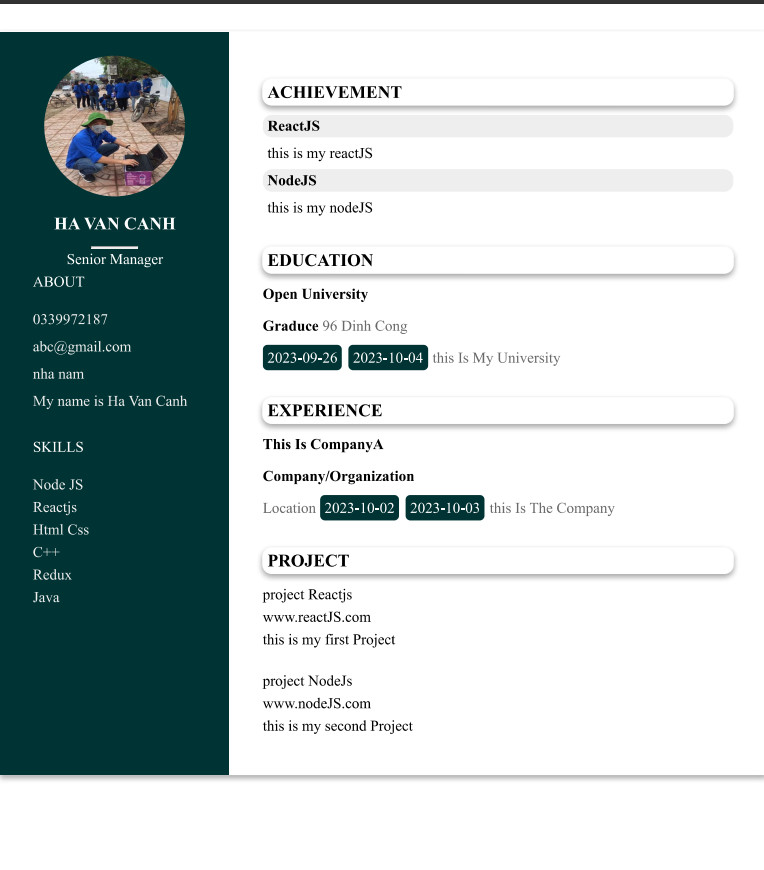 HA VAN CANH
Senior Manager
ABOUT
0339972187
abc@gmail.com
nha nam
My name is Ha Van Canh
SKILLS
Node JS
Reactjs
Html Css
C++
Redux
Java
ACHIEVEMENT
ReactJS
this is my reactJS
NodeJS
this is my nodeJS
EDUCATION
Open University
Graduce 96 Dinh Cong
2023-09-26 2023-10-04 this Is My University
EXPERIENCE
This Is CompanyA
Company/Organization
Location 2023-10-02 2023-10-03 this Is The Company
PROJECT
project Reactjs
www.reactJS.com
this is my first Project
project NodeJs
www.nodeJS.com
this is my second Project